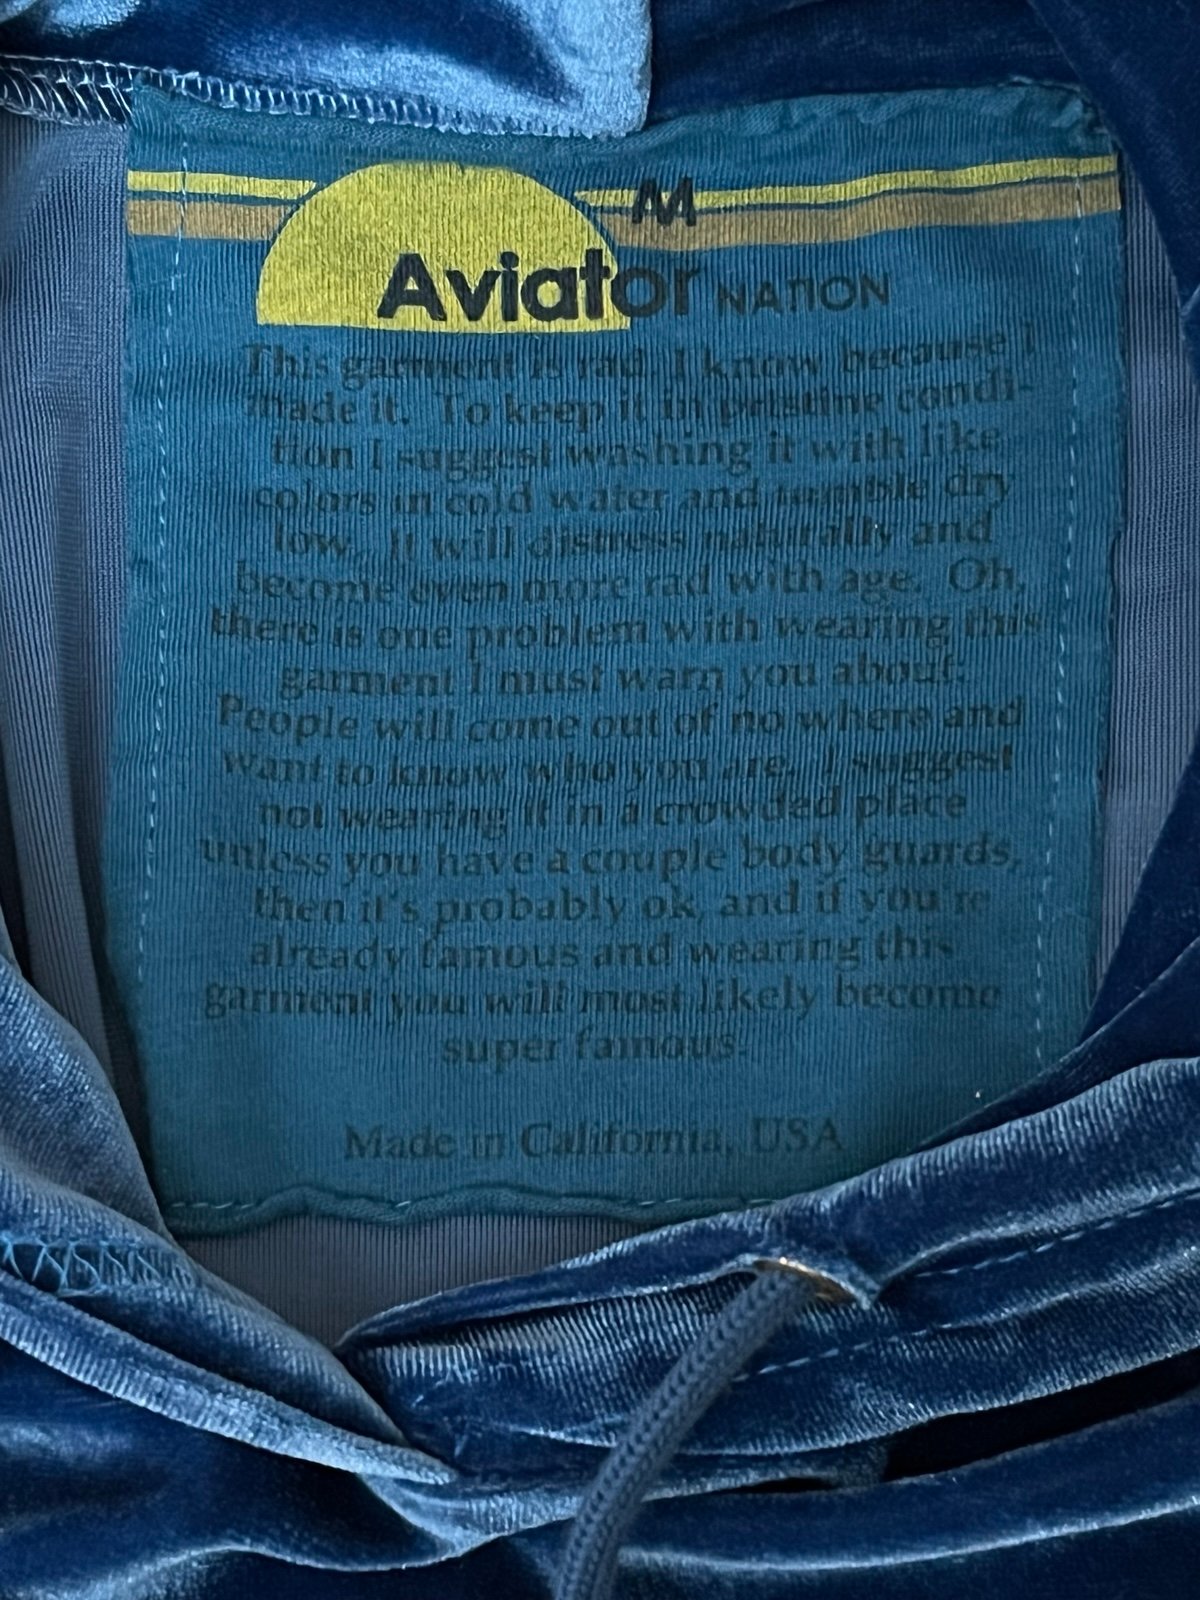 M
Aviator NATION
This garment is rad. I know because I
made it. To keep it in pristine condi-
tion I suggest washing it with like
colors in cold water and tumble dry
low. It will distress naturally and
become even more rad with age. Oh,
there is one problem with wearing this
garment I must warn you about:
People will come out of no where and
want to know who you are. I suggest
not wearing it in a crowded place
unless you have a couple body guards,
then it's probably ok, and if you're
already famous and wearing this
garment you will most likely become
super famous.
Made in California, USA